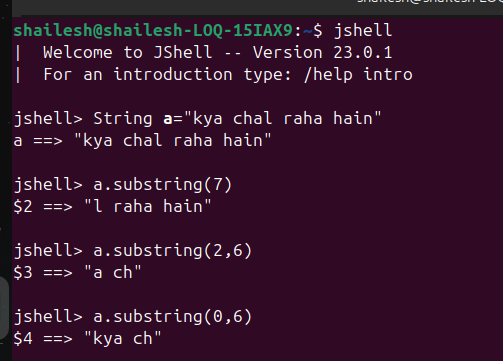 shailesh@shailesh-LOQ-15IAX9:~$ jshell
|  Welcome to JShell -- Version 23.0.1
|  For an introduction type: /help intro
jshell> String a="kya chal raha hain"
a ==> "kya chal raha hain"
jshell> a.substring(7)
$2 ==> "l raha hain"
jshell> a.substring(2,6)
$3 ==> "a ch"
jshell> a.substring(0,6)
$4 ==> "kya ch"